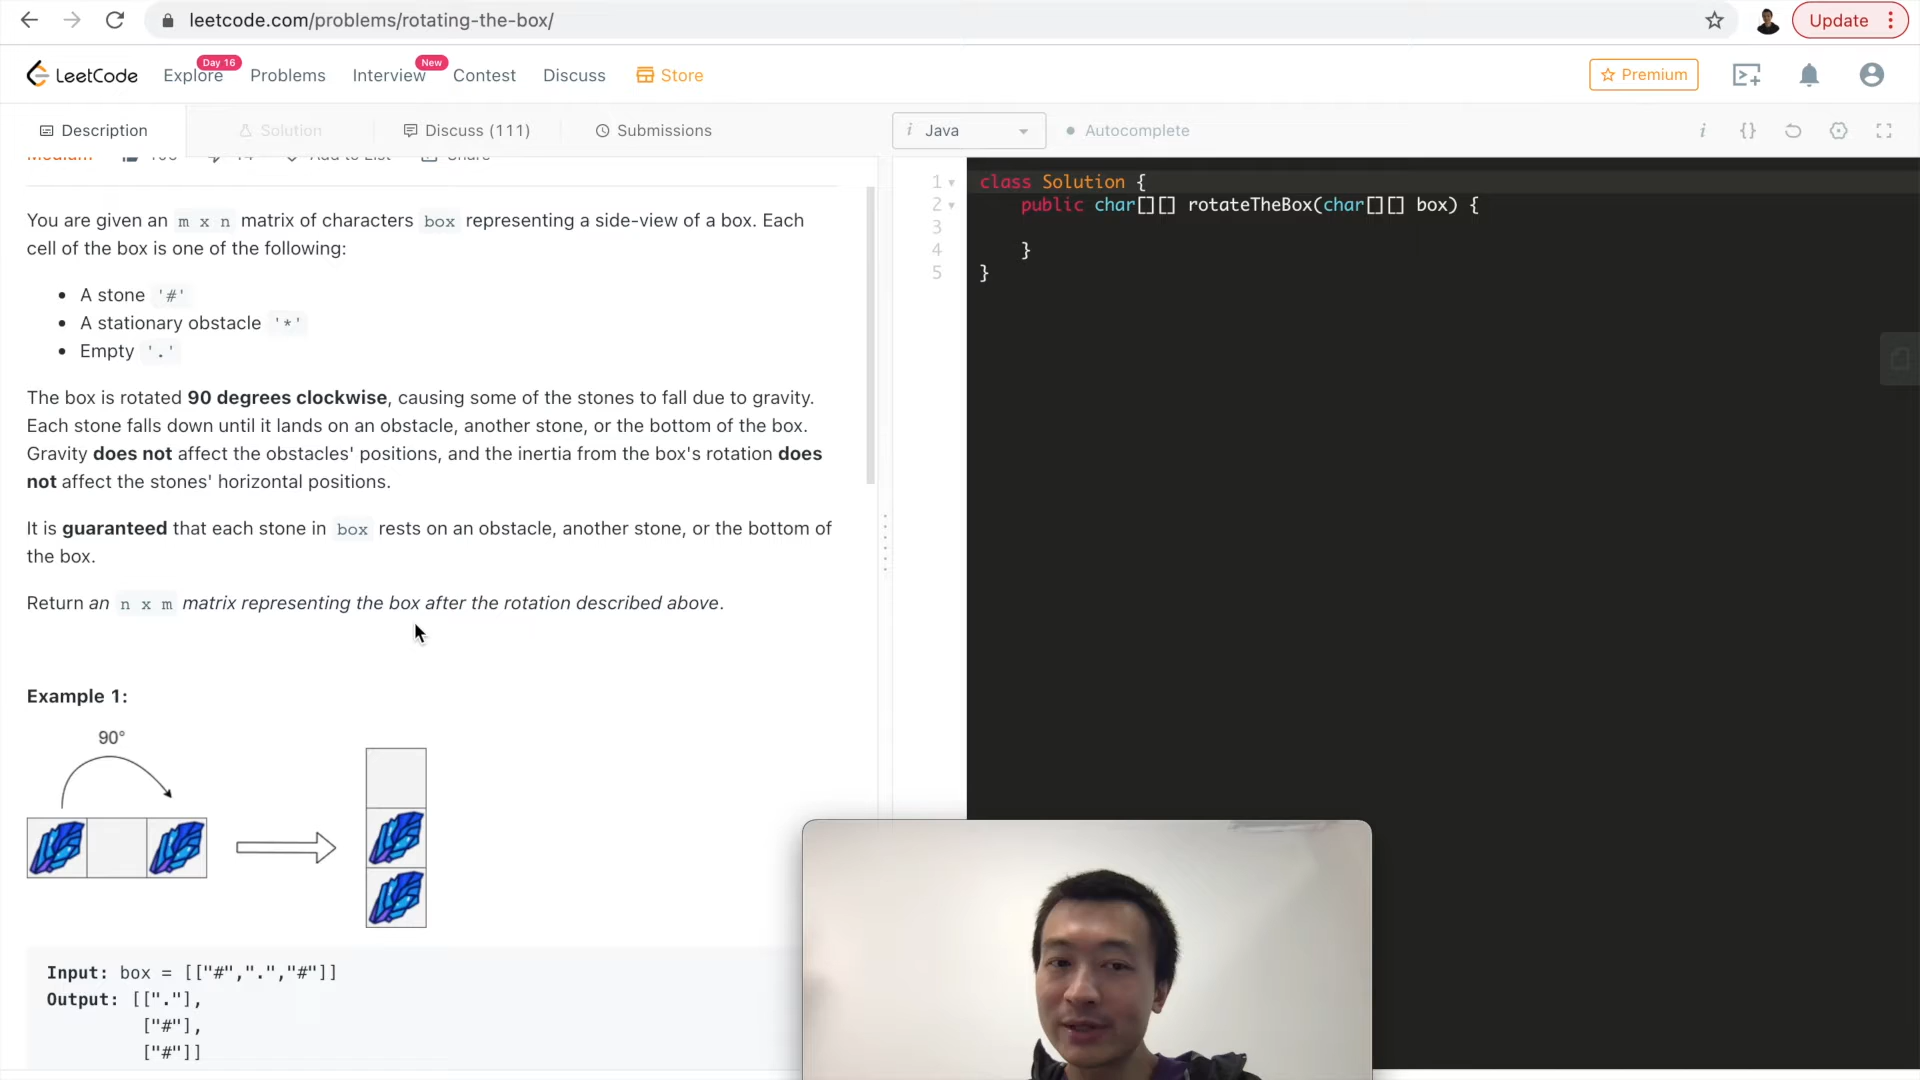 leetcode.com/problems/rotating-the-box/
Update
LeetCode
Explore
Day 16
Problems
Interview
New
Contest
Discuss
Store
Premium
Description
Solution
Discuss (111)
Submissions
i Java
Autocomplete
Medium
Add to List
Share
You are given an m x n matrix of characters box representing a side-view of a box. Each
cell of the box is one of the following:
• A stone '#'
• A stationary obstacle '*'
• Empty '.'
The box is rotated 90 degrees clockwise, causing some of the stones to fall due to gravity.
Each stone falls down until it lands on an obstacle, another stone, or the bottom of the box.
Gravity does not affect the obstacles' positions, and the inertia from the box's rotation does
not affect the stones' horizontal positions.
It is guaranteed that each stone in box rests on an obstacle, another stone, or the bottom of
the box.
Return an n x m matrix representing the box after the rotation described above.
Example 1:
90°
Input: box = [["#",".","#"]]
Output: [["."],
["#"],
["#"]]
1 class Solution {
2 public char[][] rotateTheBox(char[][] box) {
3
4 }
5 }